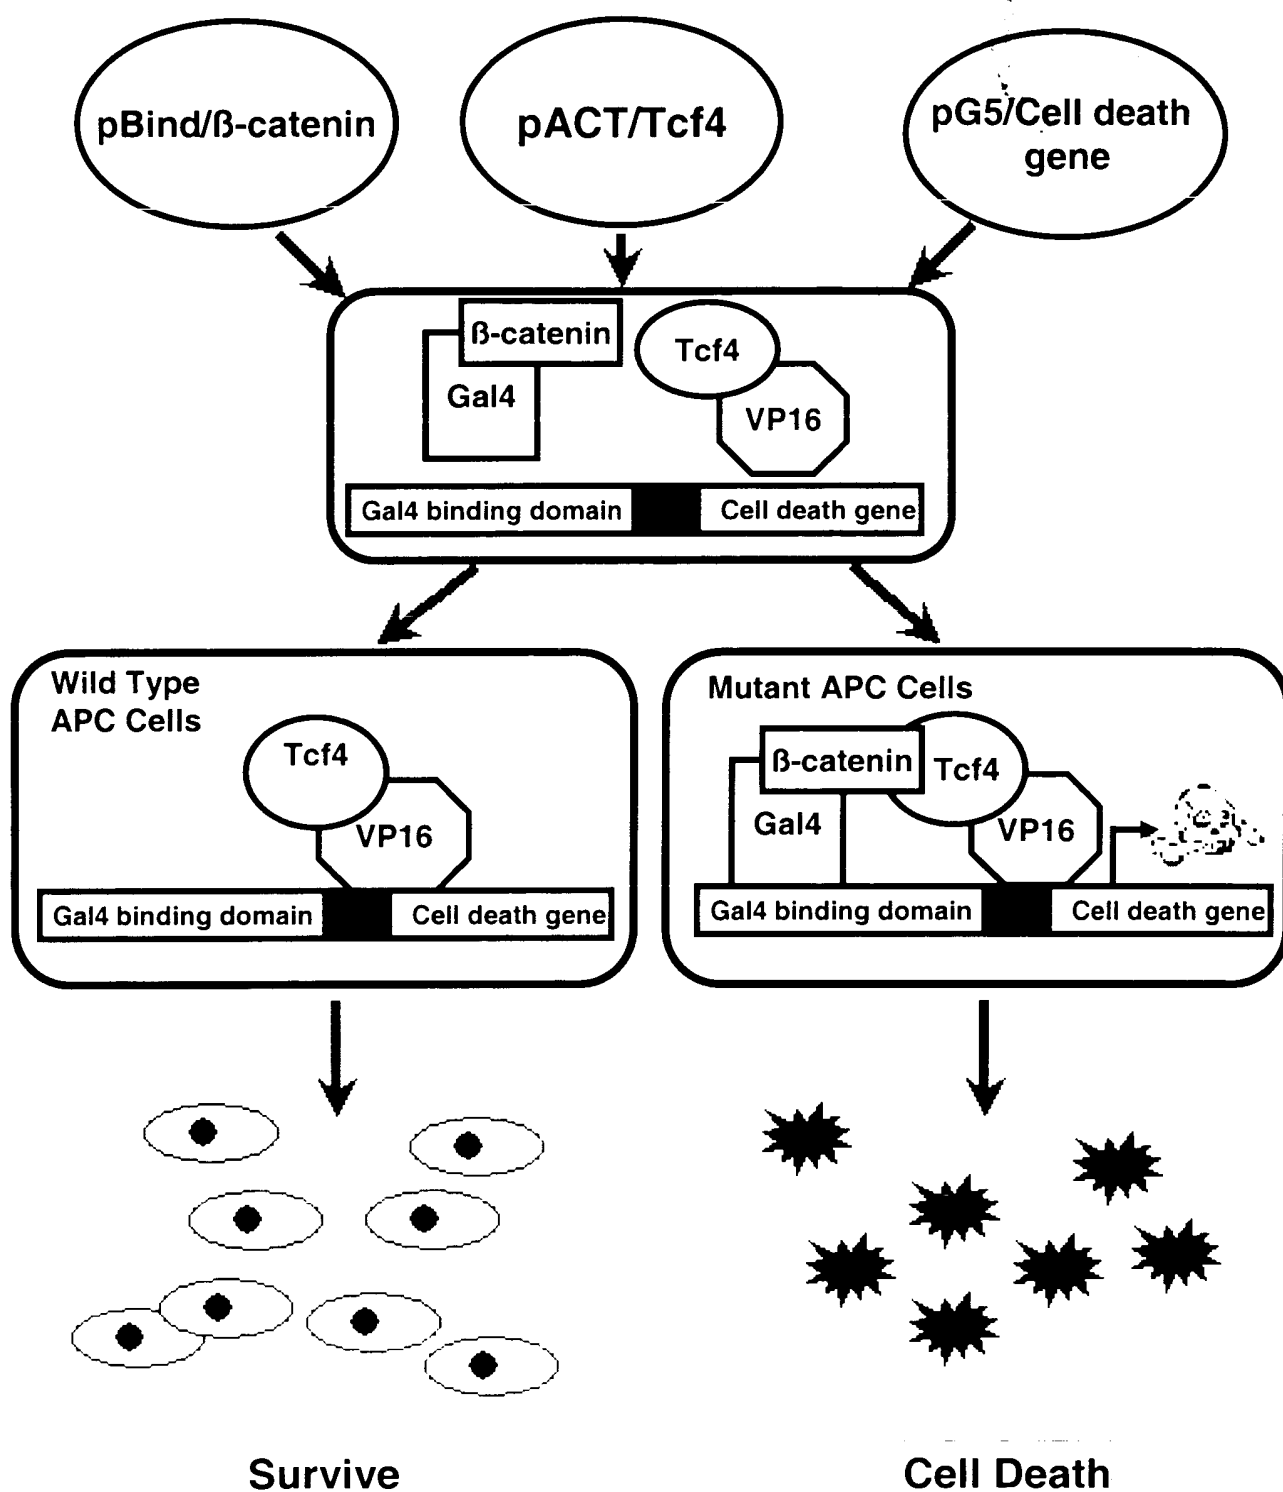 pBind/ß-catenin
pACT/Tcf4
pG5/Cell death
gene
ß-catenin
Tcf4
Gal4
VP16
Gal4 binding domain
Cell death gene
Wild Type
APC Cells
Tcf4
VP16
Gal4 binding domain
Cell death gene
Mutant APC Cells
ß-catenin
Tcf4
Gal4
VP16
Gal4 binding domain
Cell death gene
Survive
Cell Death